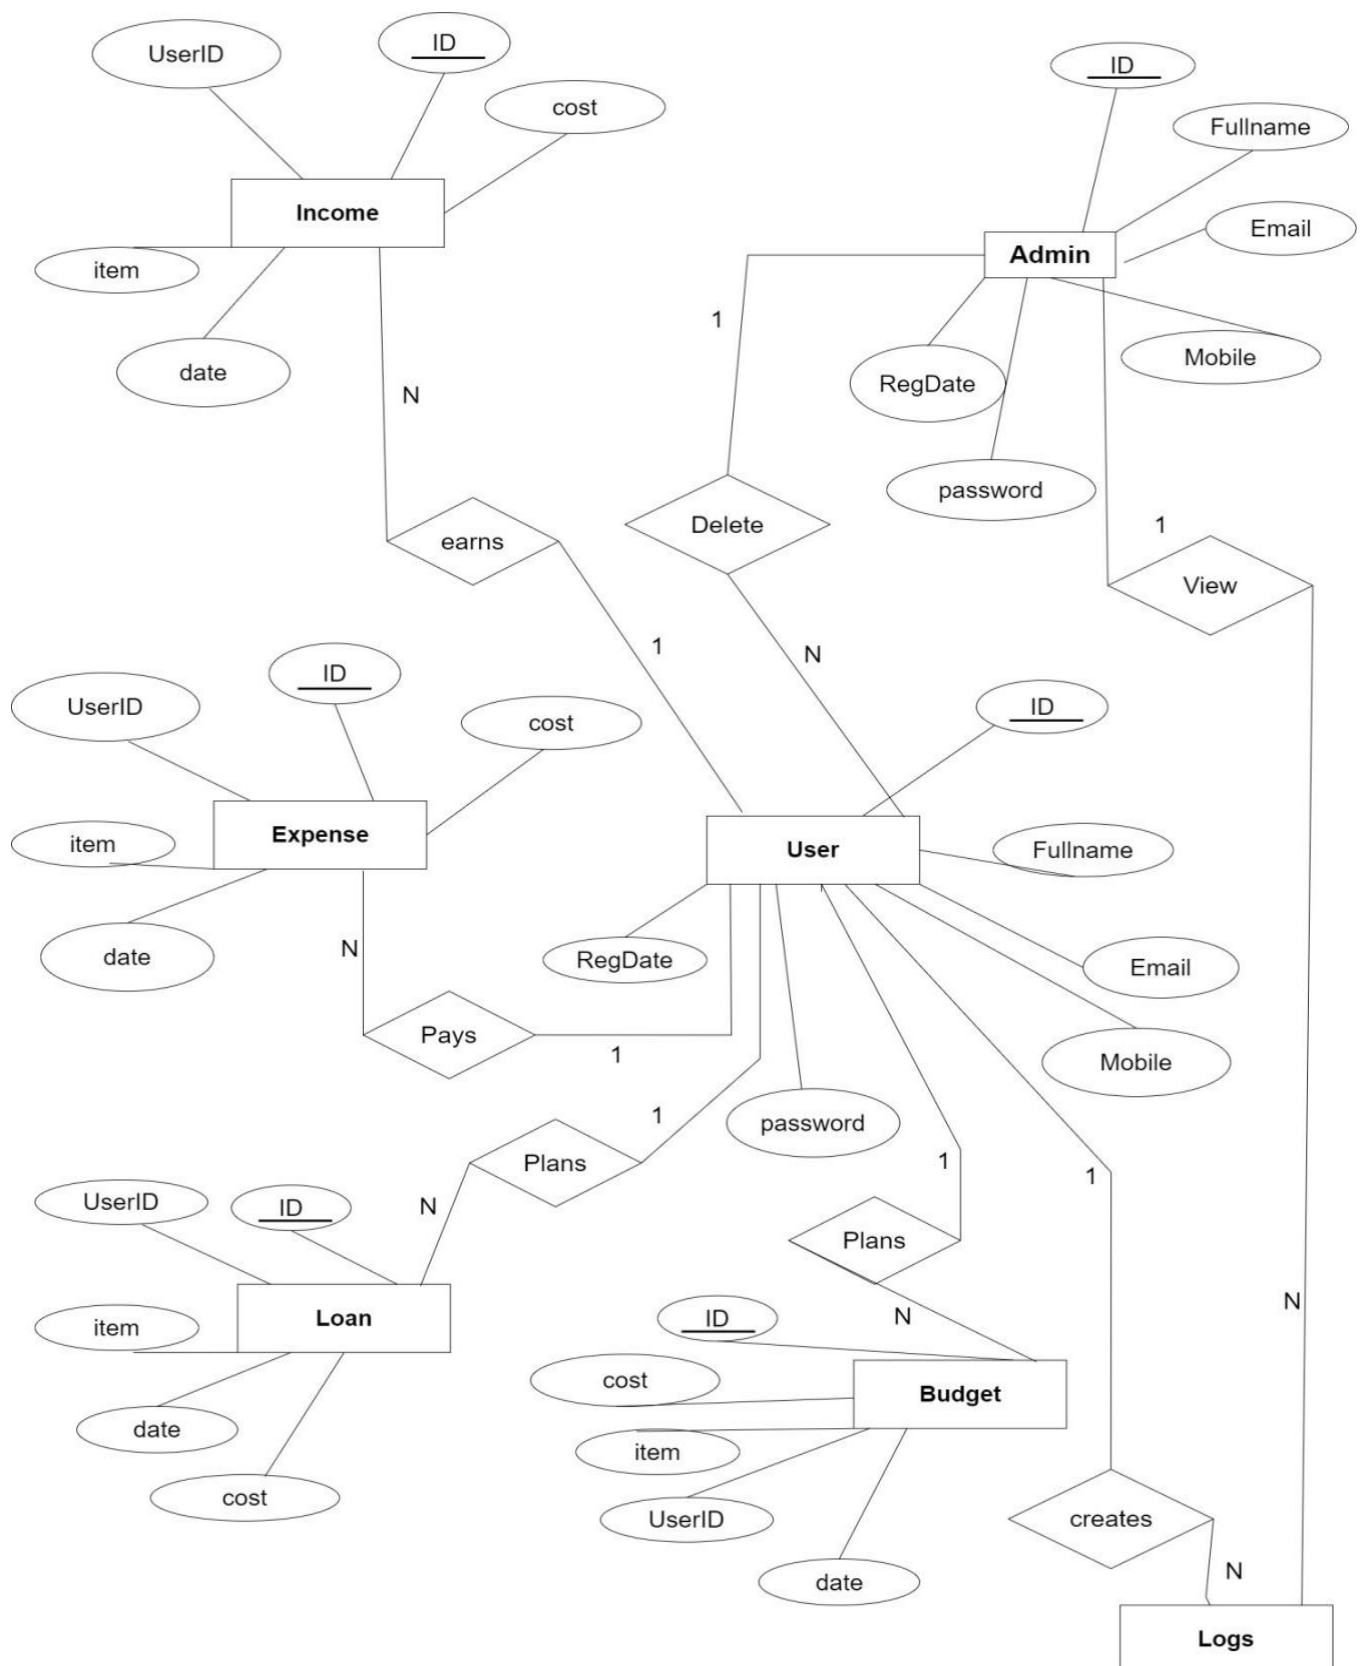 UserID
ID
cost
Income
item
date
N
earns
1
ID
Fullname
Email
Admin
Mobile
RegDate
password
1
Delete
N
1
View
N
UserID
ID
cost
Expense
item
date
N
Pays
1
ID
Fullname
User
Email
Mobile
RegDate
password
1
Plans
N
UserID
ID
item
Loan
date
cost
1
Plans
N
ID
cost
Budget
item
UserID
date
1
creates
N
Logs